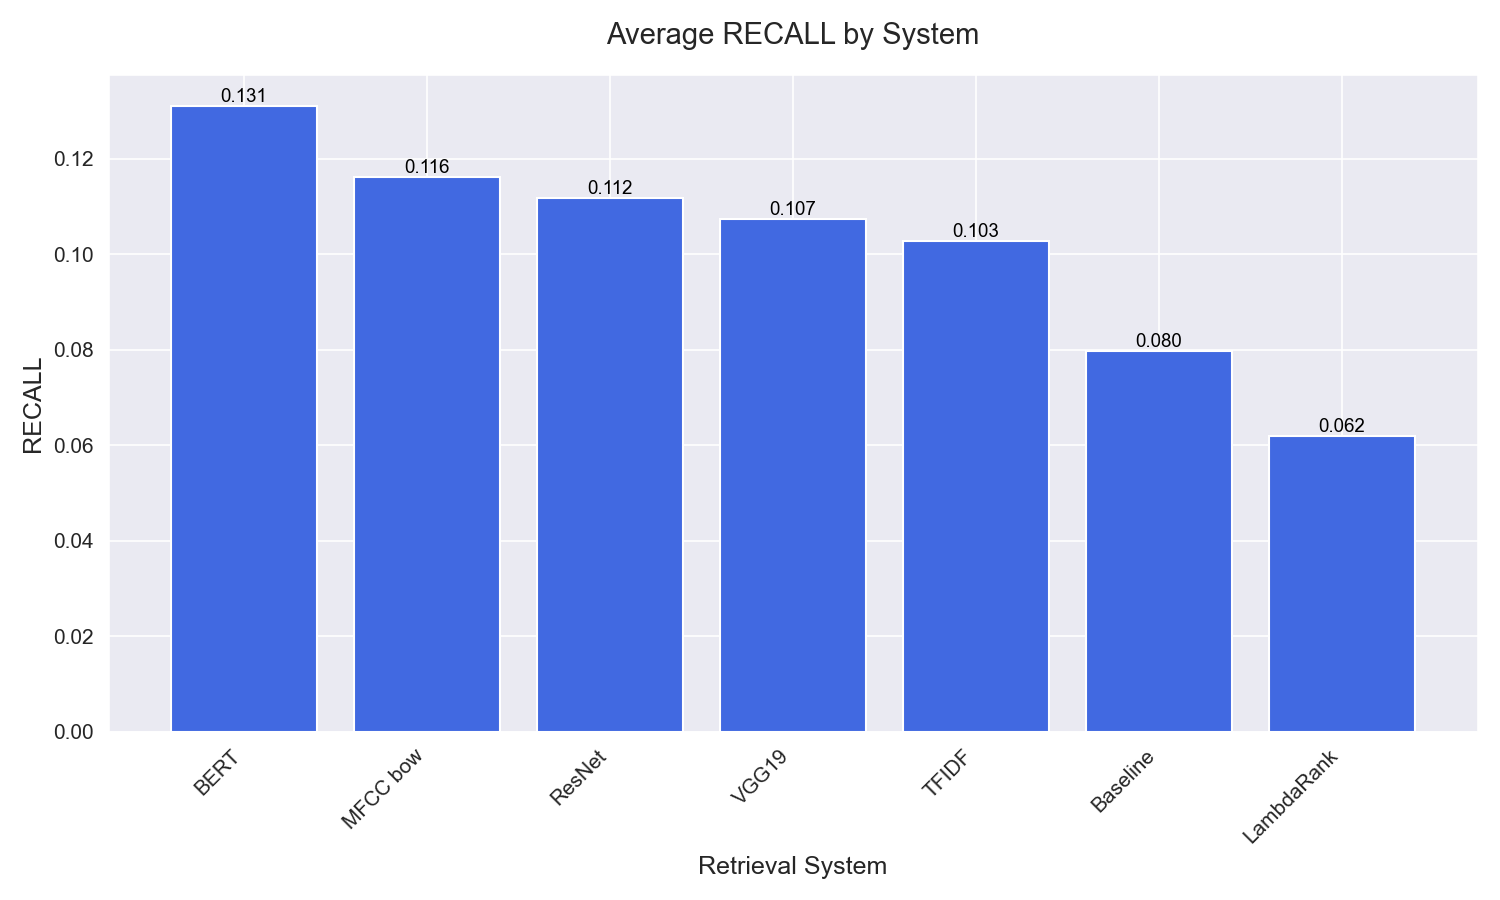 Average RECALL by System
0.131
0.116
0.112
0.107
0.103
0.080
0.062
0.12
0.10
0.08
0.06
0.04
0.02
0.00
RECALL
BERT
MFCC bow
ResNet
VGG19
TFIDF
Baseline
LambdaRank
Retrieval System